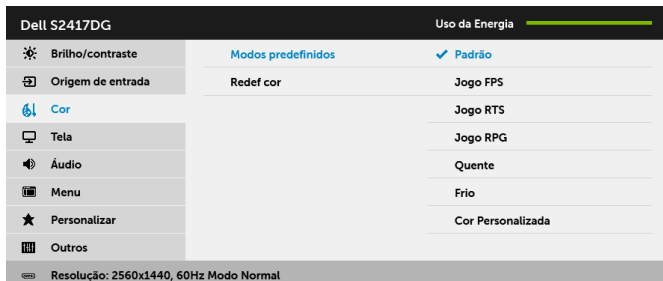 Dell S2417DG
Uso da Energia
Brilho/contraste
Modos predefinidos
Padrão
Origem de entrada
Redef cor
Jogo FPS
Cor
Jogo RTS
Tela
Jogo RPG
Áudio
Quente
Menu
Frio
Personalizar
Cor Personalizada
Outros
Resolução: 2560x1440, 60Hz Modo Normal